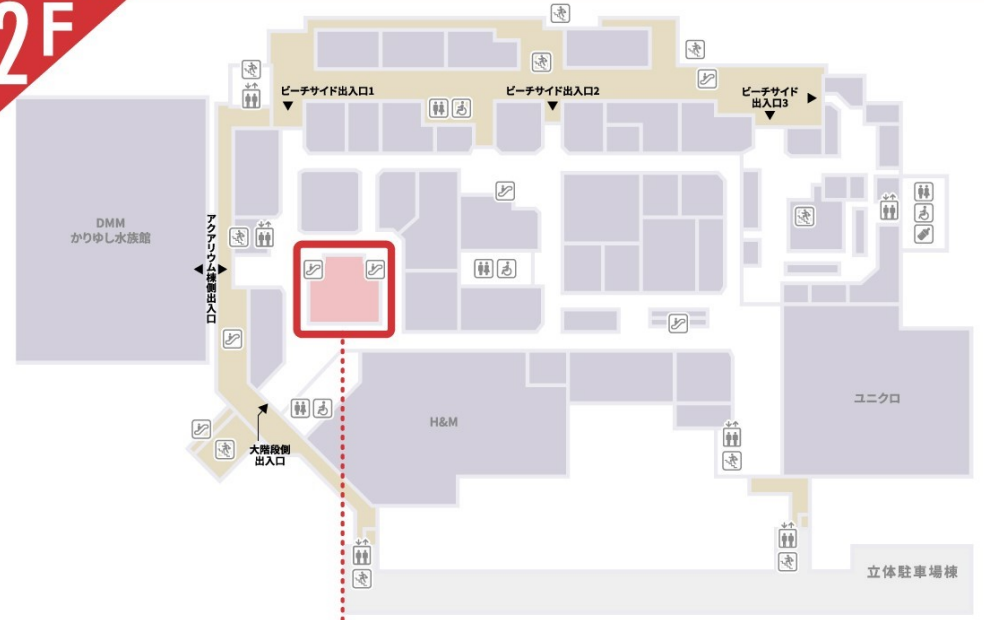 2F
ビーチサイド出入口1
ビーチサイド出入口2
ビーチサイド
出入口3
DMM
かりゆし水族館
アクアリウム棟側出入口
大階段側
出入口
H&M
ユニクロ
立体駐車場棟